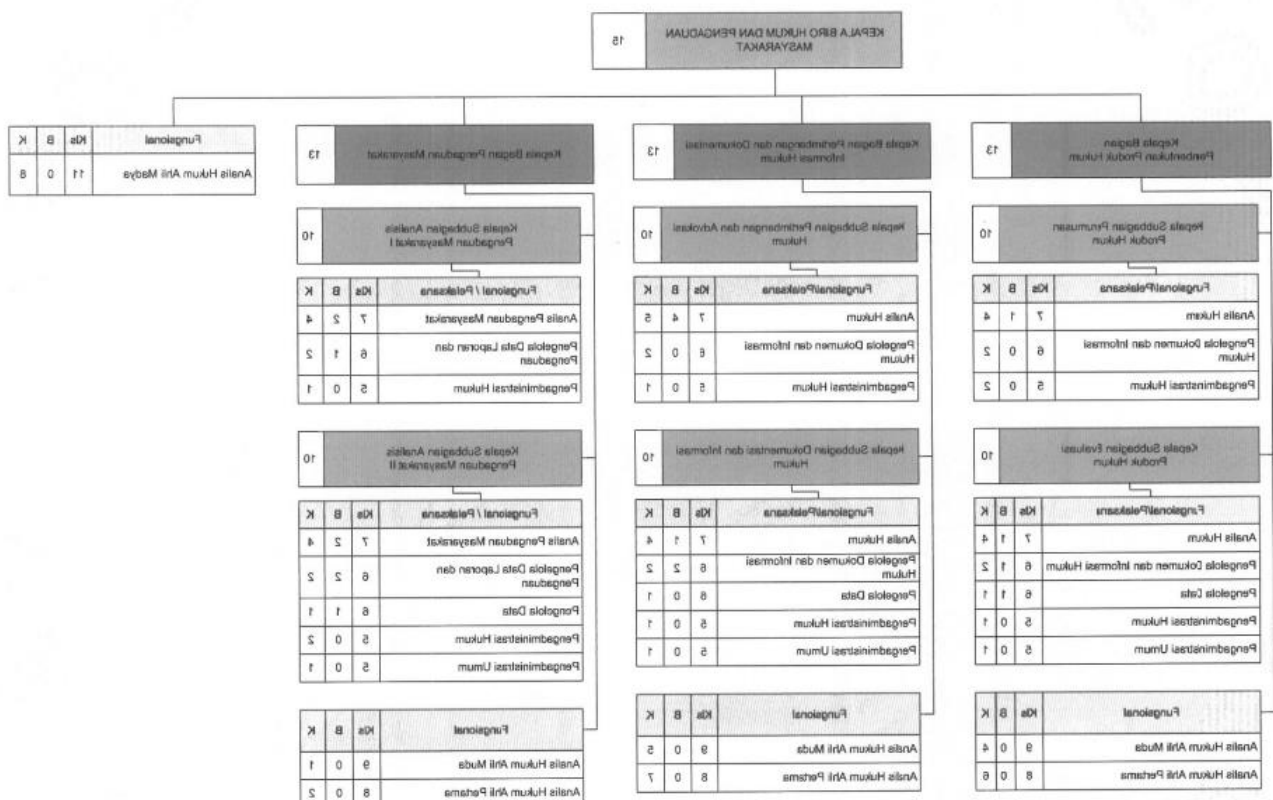 KEPALA BIRO HUKUM DAN PENGADUAN
MASYARAKAT
15
Kepala Bagian
Pembentukan Produk Hukum
13
Kepala Subbagian Perumusan
Produk Hukum
10
Fungsional/Pelaksana Kls B K
Analis Hukum 7 1 4
Pengelola Dokumen dan Informasi
Hukum
6 0 2
Pengadministrasi Hukum 5 0 2
Kepala Subbagian Evaluasi
Produk Hukum
10
Fungsional/Pelaksana Kls B K
Analis Hukum 7 1 4
Pengelola Dokumen dan Informasi Hukum 6 1 2
Pengelola Data 6 1 1
Pengadministrasi Hukum 5 0 1
Pengadministrasi Umum 5 0 1
Fungsional Kls B K
Analis Hukum Ahli Muda 9 0 4
Analis Hukum Ahli Pertama 8 0 6
Kepala Bagian Pertimbangan dan Dokumentasi
Informasi Hukum
13
Kepala Subbagian Pertimbangan dan Advokasi
Hukum
10
Fungsional/Pelaksana Kls B K
Analis Hukum 7 4 5
Pengelola Dokumen dan Informasi
Hukum
6 0 2
Pengadministrasi Hukum 5 0 1
Kepala Subbagian Dokumentasi dan Informasi
Hukum
10
Fungsional/Pelaksana Kls B K
Analis Hukum 7 1 4
Pengelola Dokumen dan Informasi
Hukum
6 2 2
Pengelola Data 6 0 1
Pengadministrasi Hukum 5 0 1
Pengadministrasi Umum 5 0 1
Fungsional Kls B K
Analis Hukum Ahli Muda 9 0 5
Analis Hukum Ahli Pertama 8 0 7
Kepala Bagian Pengaduan Masyarakat
13
Kepala Subbagian Analisis
Pengaduan Masyarakat I
10
Fungsional / Pelaksana Kls B K
Analis Pengaduan Masyarakat 7 2 4
Pengelola Data Laporan dan
Pengaduan
6 1 2
Pengadministrasi Hukum 5 0 1
Kepala Subbagian Analisis
Pengaduan Masyarakat II
10
Fungsional / Pelaksana Kls B K
Analis Pengaduan Masyarakat 7 2 4
Pengelola Data Laporan dan
Pengaduan
6 2 2
Pengelola Data 6 1 1
Pengadministrasi Hukum 5 0 2
Pengadministrasi Umum 5 0 1
Fungsional Kls B K
Analis Hukum Ahli Muda 9 0 1
Analis Hukum Ahli Pertama 8 0 2
Fungsional Kls B K
Analis Hukum Ahli Madya 11 0 8